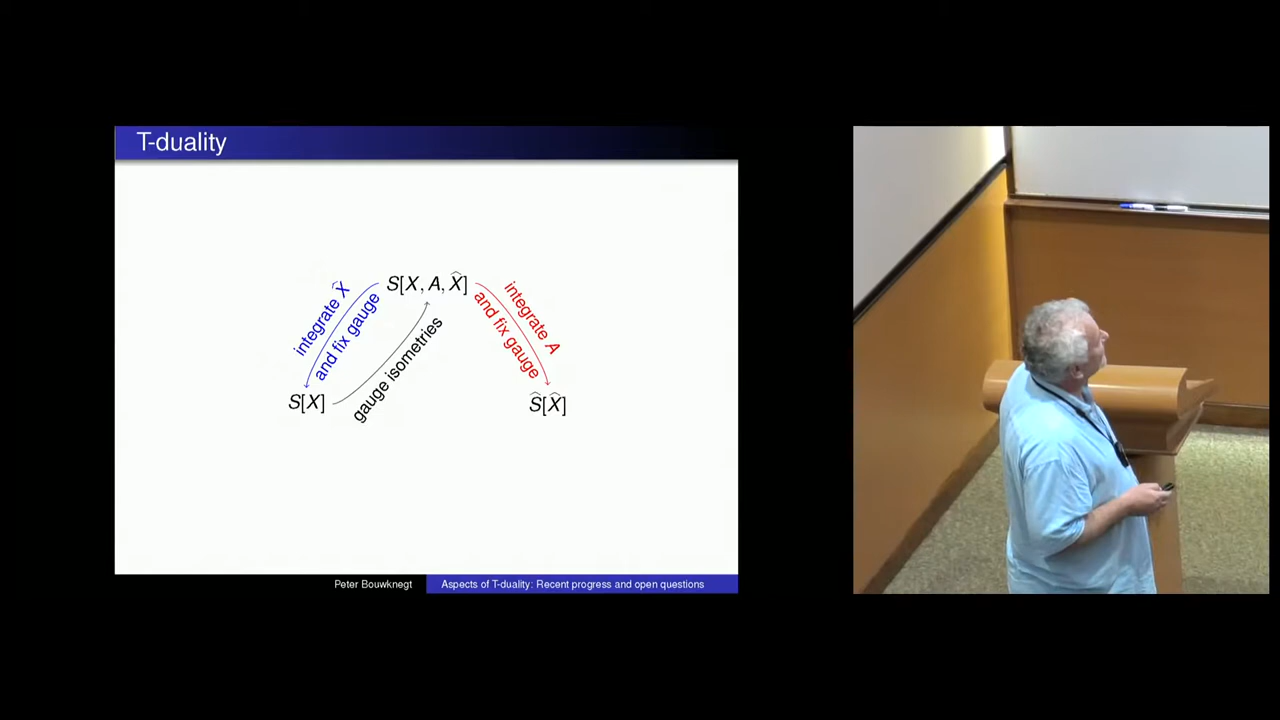 T-duality
integrate X̂
and fix gauge
S[X, A, X̂]
integrate A
and fix gauge
gauge isometries
S[X]
Ŝ[X̂]
Peter Bouwknegt
Aspects of T-duality: Recent progress and open questions